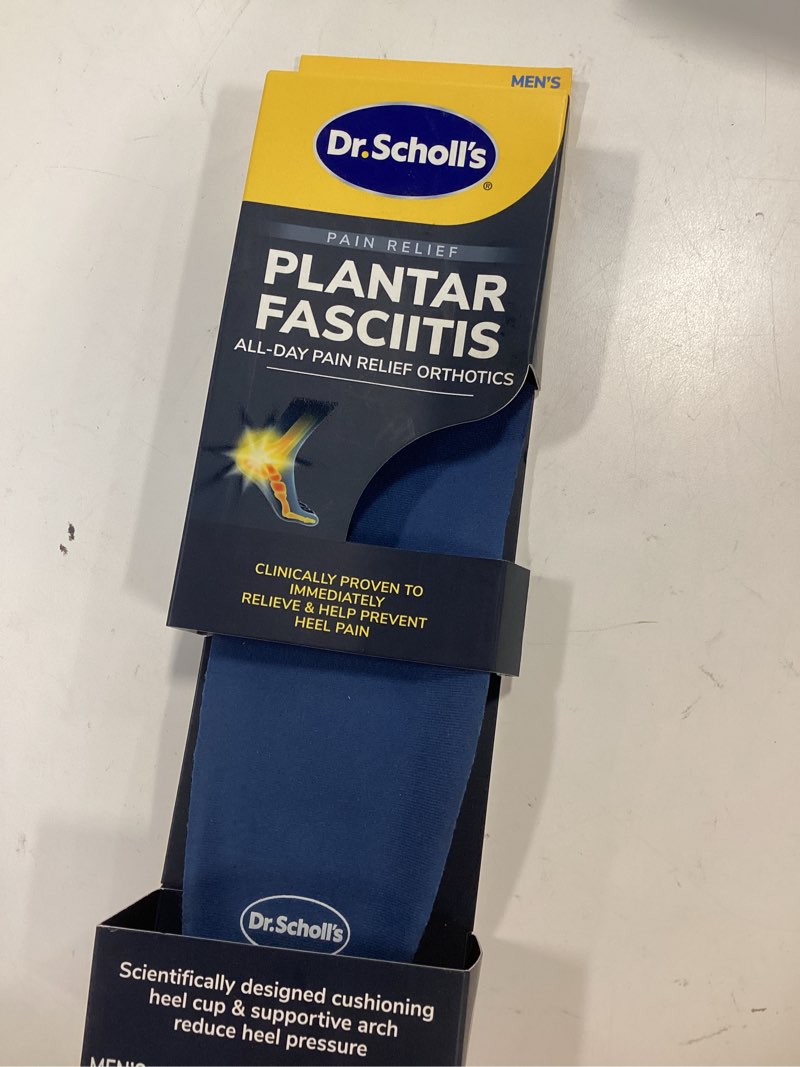 MEN'S
Dr.Scholl's®
PAIN RELIEF
PLANTAR
FASCIITIS
ALL-DAY PAIN RELIEF ORTHOTICS
CLINICALLY PROVEN TO
IMMEDIATELY
RELIEVE & HELP PREVENT
HEEL PAIN
Dr.Scholl's
Scientifically designed cushioning
heel cup & supportive arch
reduce heel pressure
MEN'S